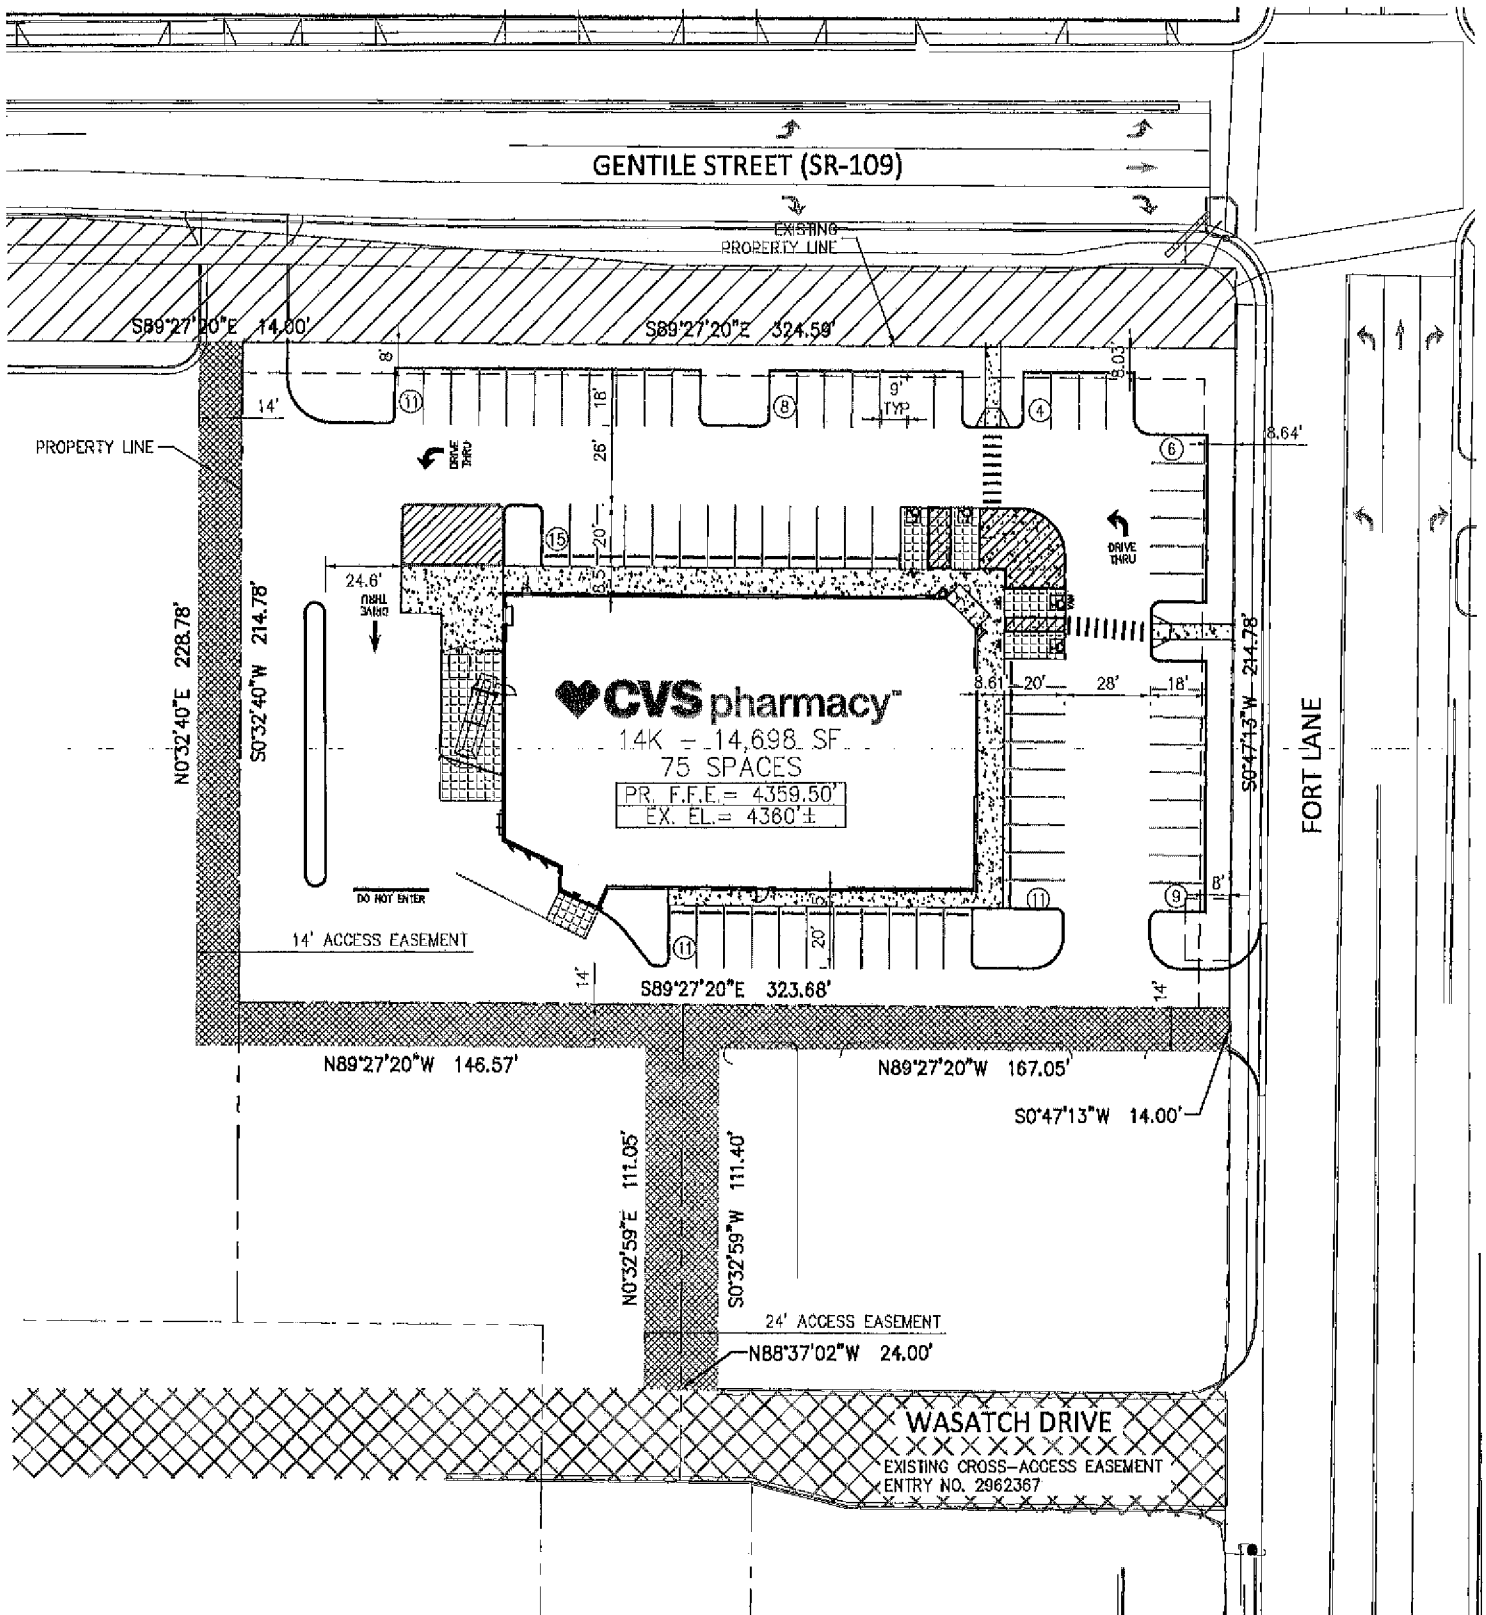 GENTILE STREET (SR-109)
EXISTING
PROPERTY LINE
S89°27'20"E 14.00'
S89°27'20"E 324.59'
8'
8.03'
14'
11
18'
8
9'
TYP
4
6
8.64'
PROPERTY LINE
DRIVE
THRU
26'
15
20'
8.5'
DRIVE
THRU
24.6'
DRIVE
THRU
N0°32'40"E 228.78'
S0°32'40"W 214.78'
CVS pharmacy™
14K - 14,698 SF
75 SPACES
PR. F.F.E.= 4359.50'
EX. EL.= 4360'±
8.61'
20'
28'
18'
S0°47'13"W 214.78'
FORT LANE
DO NOT ENTER
11
9
8'
5'
14' ACCESS EASEMENT
11
20'
14'
S89°27'20"E 323.68'
14'
N89°27'20"W 146.57'
N89°27'20"W 167.05'
S0°47'13"W 14.00'
N0°32'59"E 111.05'
S0°32'59"W 111.40'
24' ACCESS EASEMENT
N88°37'02"W 24.00'
WASATCH DRIVE
EXISTING CROSS-ACCESS EASEMENT
ENTRY NO. 2962367